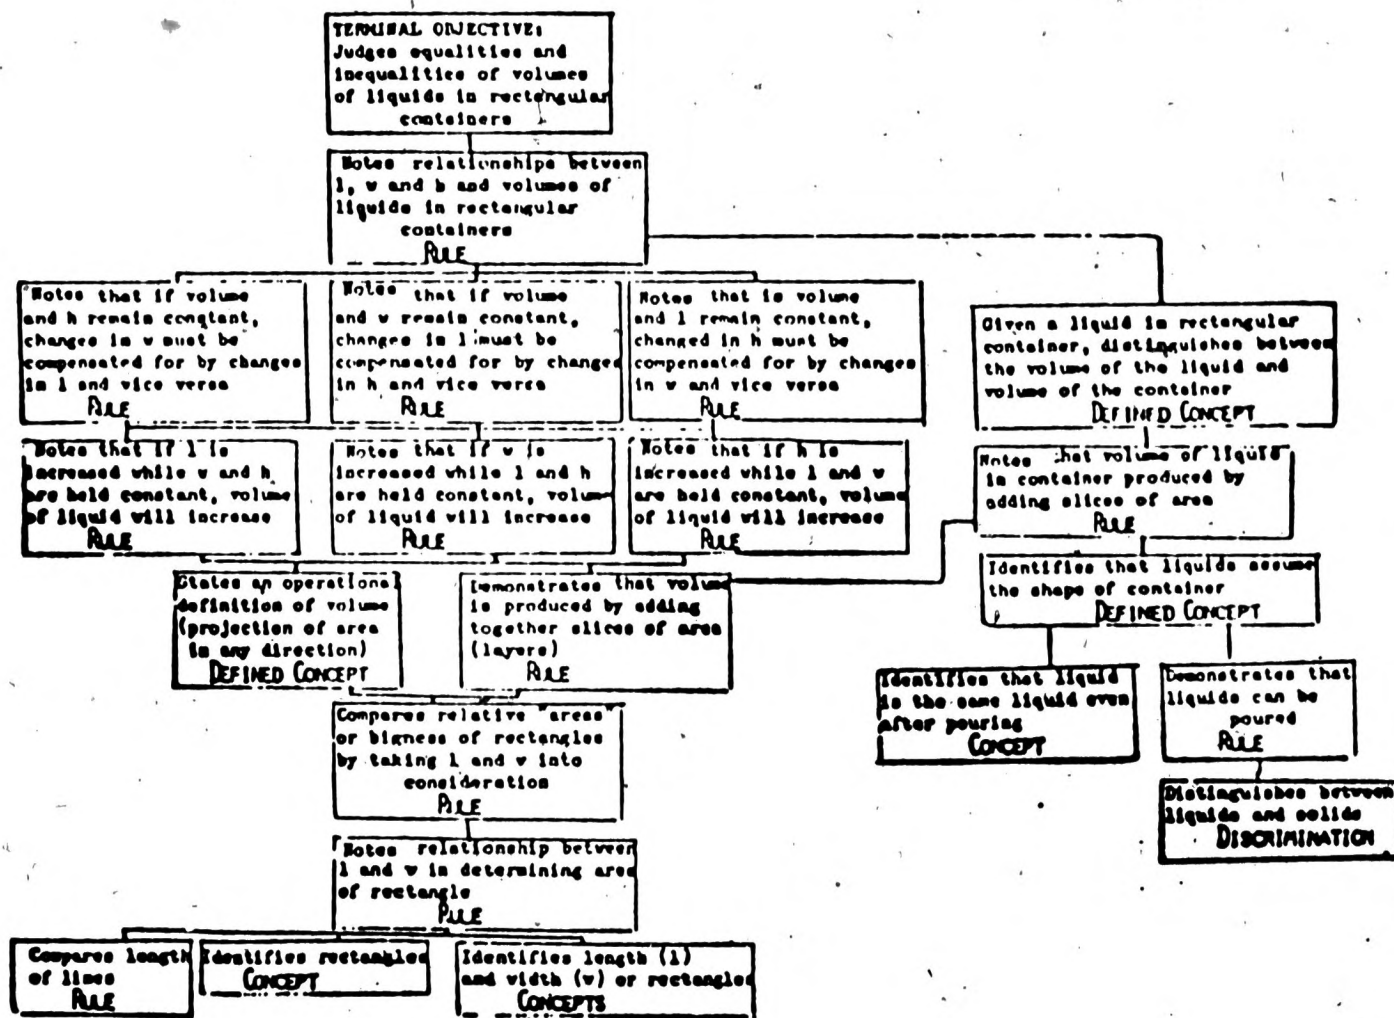 TERMINAL OBJECTIVE:
Judges equalities and
inequalities of volumes
of liquids in rectangular
containers
Notes relationships between
l, w and h and volumes of
liquids in rectangular
containers
RULE
Notes that if volume
and h remain constant,
changes in w must be
compensated for by changes
in l and vice versa
RULE
Notes that if volume
and w remain constant,
changes in l must be
compensated for by changes
in h and vice versa
RULE
Notes that is volume
and l remain constant,
changed in h must be
compensated for by changes
in w and vice versa
RULE
Given a liquid in rectangular
container, distinguishes between
the volume of the liquid and
volume of the container
DEFINED CONCEPT
Notes that if l is
increased while w and h
are held constant, volume
of liquid will increase
RULE
Notes that if w is
increased while l and h
are held constant, volume
of liquid will increase
RULE
Notes that if h is
increased while l and w
are held constant, volume
of liquid will increase
RULE
Notes that volume of liquid
in container produced by
adding slices of area
RULE
States an operational
definition of volume
(projection of area
in any direction)
DEFINED CONCEPT
Demonstrates that volume
is produced by adding
together slices of area
(layers)
RULE
Identifies that liquids assume
the shape of container
DEFINED CONCEPT
Identifies that liquid
is the same liquid even
after pouring
CONCEPT
Demonstrates that
liquids can be
poured
RULE
Compares relative "areas"
or bigness of rectangles
by taking l and w into
consideration
RULE
Distinguishes between
liquids and solids
DISCRIMINATION
Notes relationship between
l and w in determining area
of rectangle
RULE
Compares length
of lines
RULE
Identifies rectangles
CONCEPT
Identifies length (l)
and width (w) or rectangles
CONCEPTS